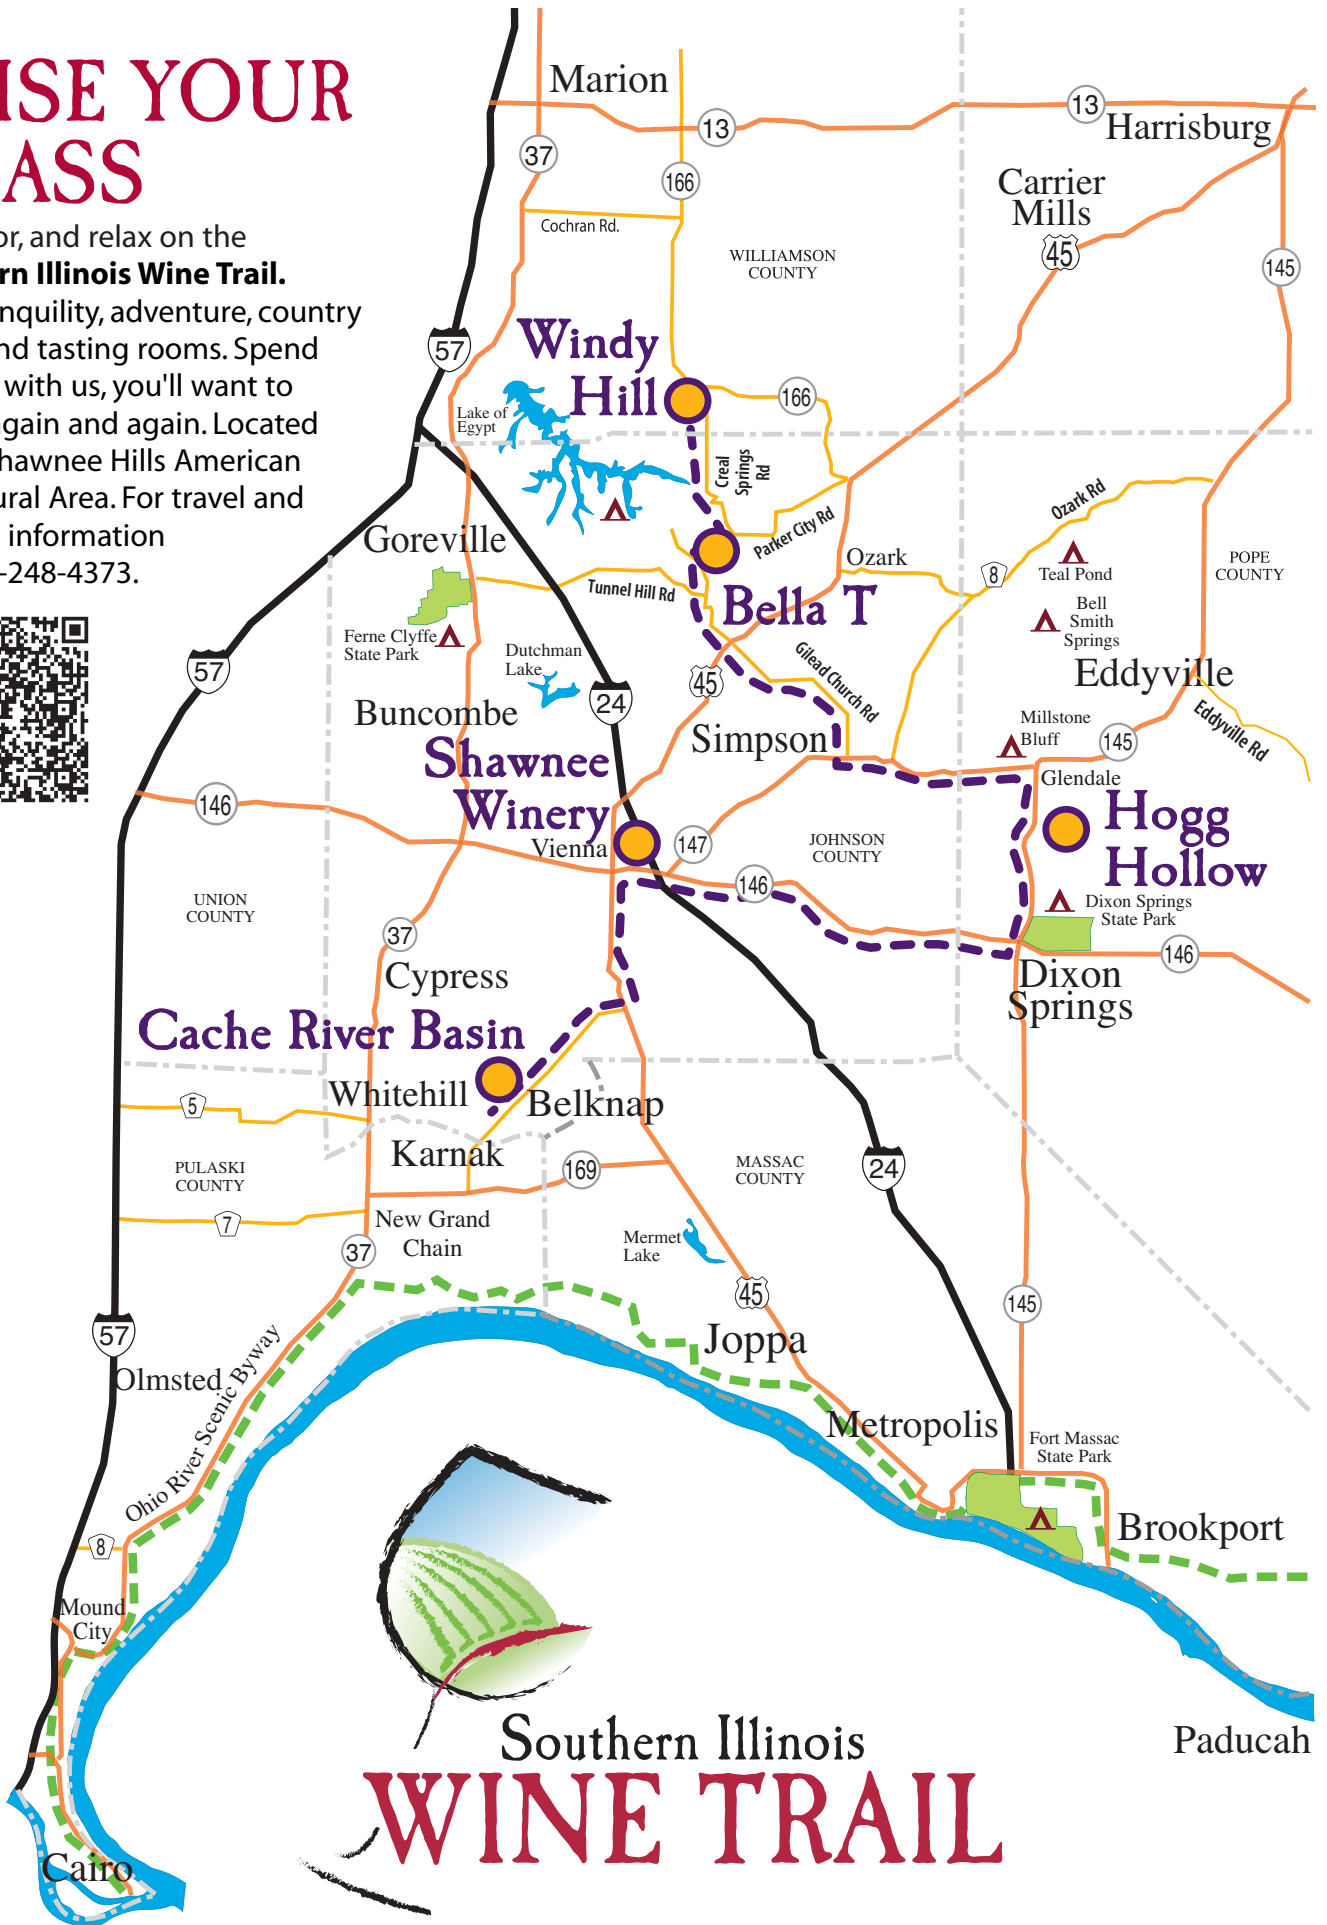 ISE YOUR
ASS
or, and relax on the
rn Illinois Wine Trail.
nquility, adventure, country
nd tasting rooms. Spend
with us, you'll want to
gain and again. Located
hawnee Hills American
ural Area. For travel and
information
-248-4373.
Marion
13
13
Harrisburg
37
166
Carrier
Mills
Cochran Rd.
WILLIAMSON
COUNTY
45
145
57
Windy
Hill
166
Lake of
Egypt
Creal
Springs
Rd
Ozark Rd
Goreville
Parker City Rd
Ozark
8
Teal Pond
POPE
COUNTY
Tunnel Hill Rd
Bella T
Bell
Smith
Springs
Ferne Clyffe
State Park
Dutchman
Lake
Gilead Church Rd
57
24
45
Eddyville
Buncombe
Simpson
Millstone
Bluff
145
Eddyville Rd
Shawnee
Winery
Glendale
146
Vienna
147
JOHNSON
COUNTY
Hogg
Hollow
146
UNION
COUNTY
Dixon Springs
State Park
37
146
Cypress
Dixon
Springs
Cache River Basin
Whitehill
Belknap
5
Karnak
169
MASSAC
COUNTY
24
PULASKI
COUNTY
7
New Grand
Chain
37
Mermet
Lake
45
145
57
Joppa
Olmsted
Ohio River Scenic Byway
Metropolis
Fort Massac
State Park
8
Brookport
Mound
City
Paducah
Southern Illinois
WINE TRAIL
Cairo